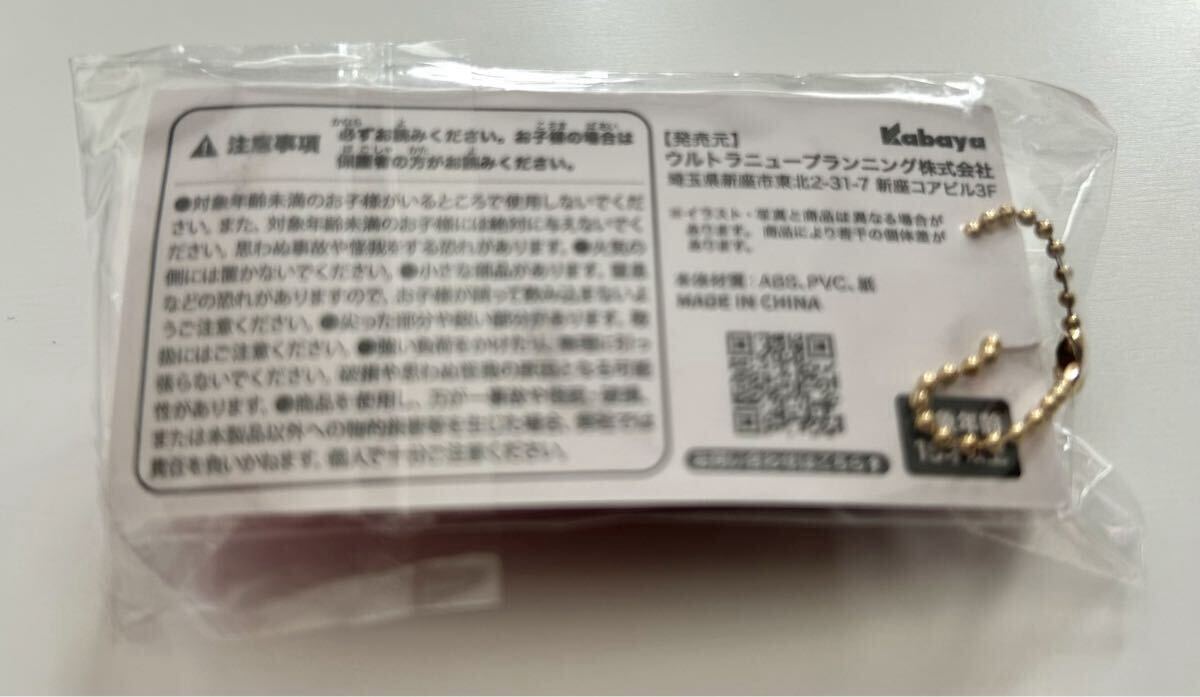 注意事項 必ずお読みください。お子様の場合は
保護者の方がお読みください。
●対象年齢未満のお子様がいるところで使用しないでくだ
さい。また、対象年齢未満のお子様には絶対に与えないでく
ださい。思わぬ事故や怪我をする恐れがあります。●火気の
側には置かないでください。●小さな部品があります。窒息
などの恐れがありますので、お子様が誤って飲み込まないよ
うご注意ください。●尖った部分や鋭い部分があります。取
扱にはご注意ください。●強い負荷をかけたり、無理に引っ
張らないでください。破損や思わぬ怪我の原因になる可能
性があります。●商品を使用し、万が一事故や怪我・破損、
または本製品以外への物的損害等を生じた場合、弊社では
責任を負いかねます。個人で十分ご注意ください。
Kabaya
【発売元】
ウルトラニュープランニング株式会社
埼玉県新座市東北2-31-7 新座コアビル3F
※イラスト・写真と商品は異なる場合が
あります。商品により若干の個体差が
あります。
本体材質:ABS、PVC、紙
MADE IN CHINA
お問い合わせはこちら